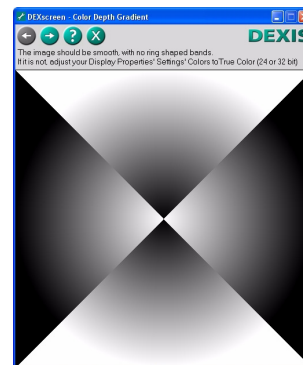 DEXscreen - Color Depth Gradient
DEXIS
The image should be smooth, with no ring shaped bands.
If it is not, adjust your Display Properties' Settings' Colors to True Color (24 or 32 bit)